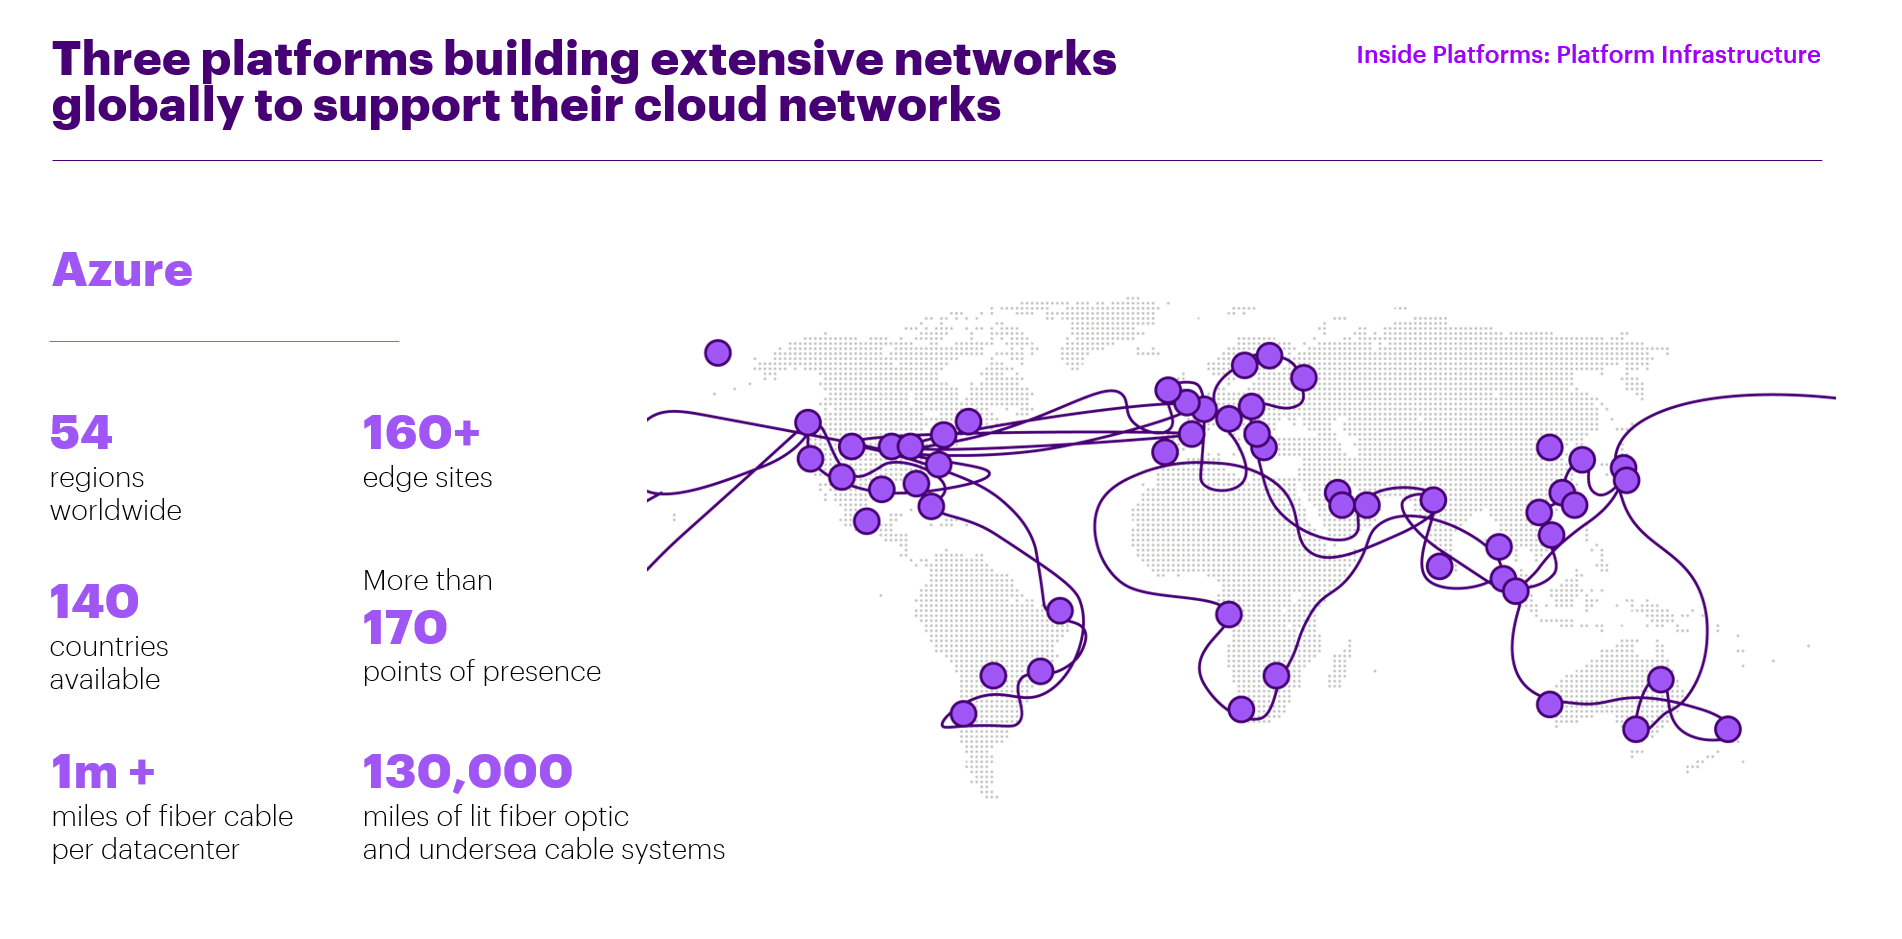 Three platforms building extensive networks
globally to support their cloud networks
Inside Platforms: Platform Infrastructure
Azure
54
regions
worldwide
160+
edge sites
140
countries
available
More than
170
points of presence
1m +
miles of fiber cable
per datacenter
130,000
miles of lit fiber optic
and undersea cable systems